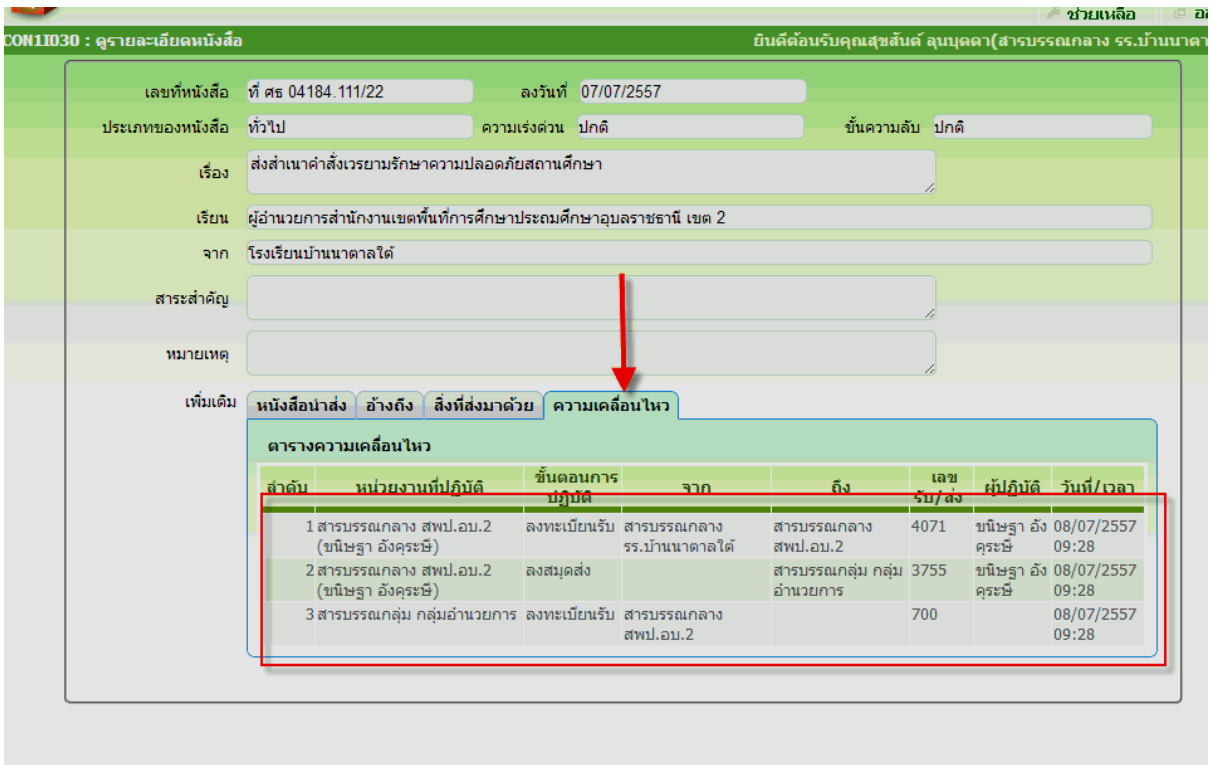 ช่วยเหลือ
CON1I030 : ดูรายละเอียดหนังสือ ยินดีต้อนรับคุณสุขสันต์ ลุนบุดดา(สารบรรณกลาง รร.บ้านนาตา
เลขที่หนังสือ ที่ ศธ 04184.111/22 ลงวันที่ 07/07/2557
ประเภทของหนังสือ ทั่วไป ความเร่งด่วน ปกติ ชั้นความลับ ปกติ
เรื่อง ส่งสำเนาคำสั่งเวรยามรักษาความปลอดภัยสถานศึกษา
เรียน ผู้อำนวยการสำนักงานเขตพื้นที่การศึกษาประถมศึกษาอุบลราชธานี เขต 2
จาก โรงเรียนบ้านนาตาลใต้
สาระสำคัญ
หมายเหตุ
เพิ่มเติม หนังสือนำส่ง อ้างถึง สิ่งที่ส่งมาด้วย ความเคลื่อนไหว
ตารางความเคลื่อนไหว
ลำดับ หน่วยงานที่ปฏิบัติ ขั้นตอนการ จาก ถึง เลข ผู้ปฏิบัติ วันที่/เวลา
ปฏิบัติ รับ/ส่ง
1 สารบรรณกลาง สพป.อบ.2 ลงทะเบียนรับ สารบรรณกลาง สารบรรณกลาง 4071 ขนิษฐา อัง 08/07/2557
(ขนิษฐา อังคุระษี) รร.บ้านนาตาลใต้ สพป.อบ.2 คุระษี 09:28
2 สารบรรณกลาง สพป.อบ.2 ลงสมุดส่ง สารบรรณกลุ่ม กลุ่ม 3755 ขนิษฐา อัง 08/07/2557
(ขนิษฐา อังคุระษี) อำนวยการ คุระษี 09:28
3 สารบรรณกลุ่ม กลุ่มอำนวยการ ลงทะเบียนรับ สารบรรณกลาง 700 08/07/2557
สพป.อบ.2 09:28